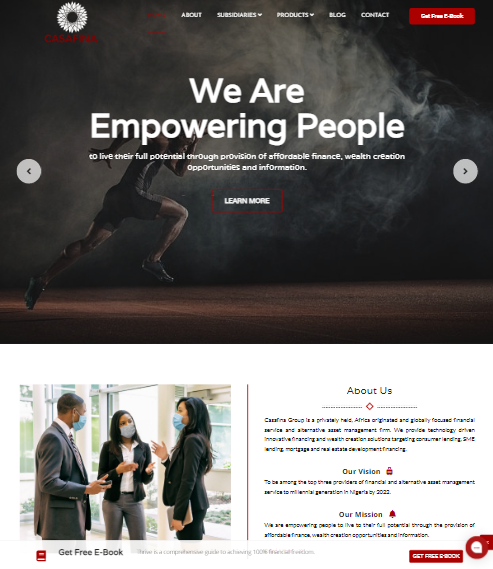 HOME ABOUT SUBSIDIARIES PRODUCTS BLOG CONTACT Get Free E-Book
CASAFINA
We Are
Empowering People
to live their full potential through provision of affordable finance, wealth creation
opportunities and information.
LEARN MORE
About Us
Casafina Group is a privately held, Africa originated and globally focused financial
service and alternative asset management firm. We provide technology driven
innovative financing and wealth creation solutions targeting consumer lending, SME
lending, mortgage and real estate development financing.
Our Vision
To be among the top three providers of financial and alternative asset management
service to millennial generation in Nigeria by 2022.
Our Mission
We are empowering people to live to their full potential through the provision of
affordable finance, wealth creation opportunities and information.
Get Free E-Book Thrive is a comprehensive guide to achieving 100% financial freedom. GET FREE E-BOOK